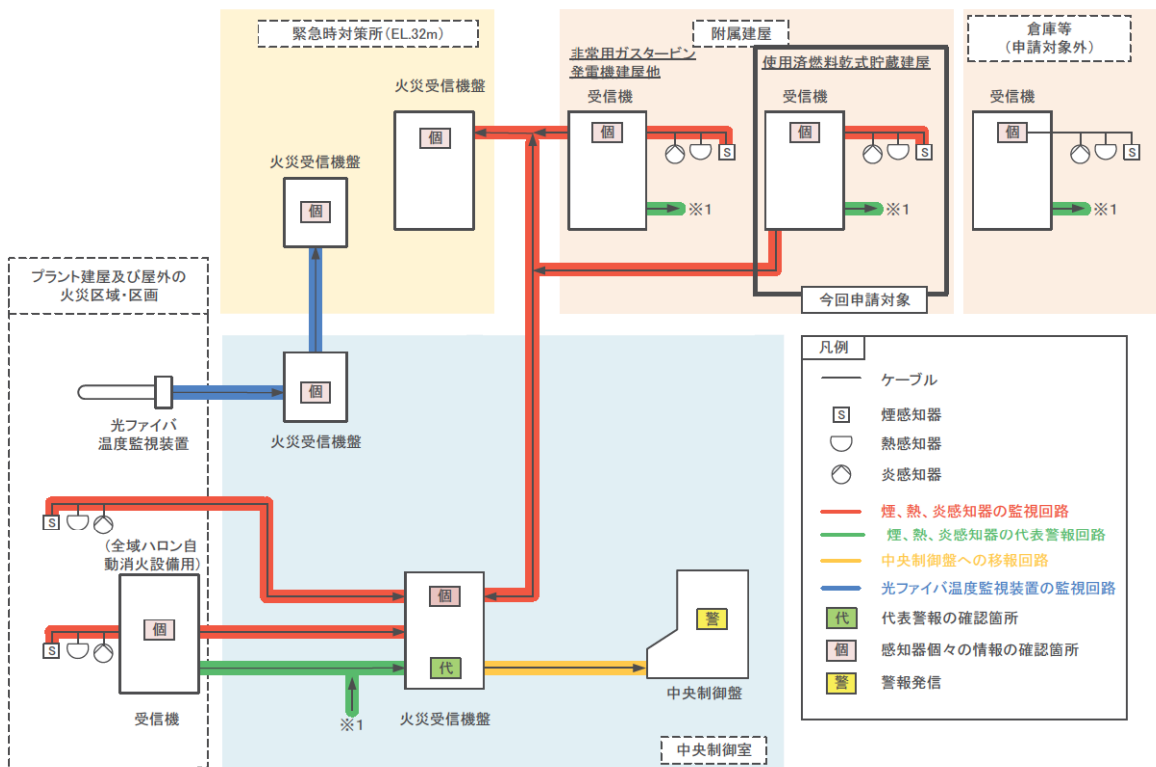 緊急時対策所(EL.32m)
附属建屋
倉庫等
(申請対象外)
非常用ガスタービン
発電機建屋他
使用済燃料乾式貯蔵建屋
火災受信機盤
個
受信機
個
S
※1
受信機
個
S
※1
受信機
個
S
※1
火災受信機盤
個
今回申請対象
プラント建屋及び屋外の
火災区域・区画
光ファイバ
温度監視装置
個
火災受信機盤
S
(全域ハロン自
動消火設備用)
S
個
受信機
※1
個
代
火災受信機盤
警
中央制御盤
中央制御室
凡例
ケーブル
S
煙感知器
熱感知器
炎感知器
煙、熱、炎感知器の監視回路
煙、熱、炎感知器の代表警報回路
中央制御盤への移報回路
光ファイバ温度監視装置の監視回路
代
代表警報の確認箇所
個
感知器個々の情報の確認箇所
警
警報発信